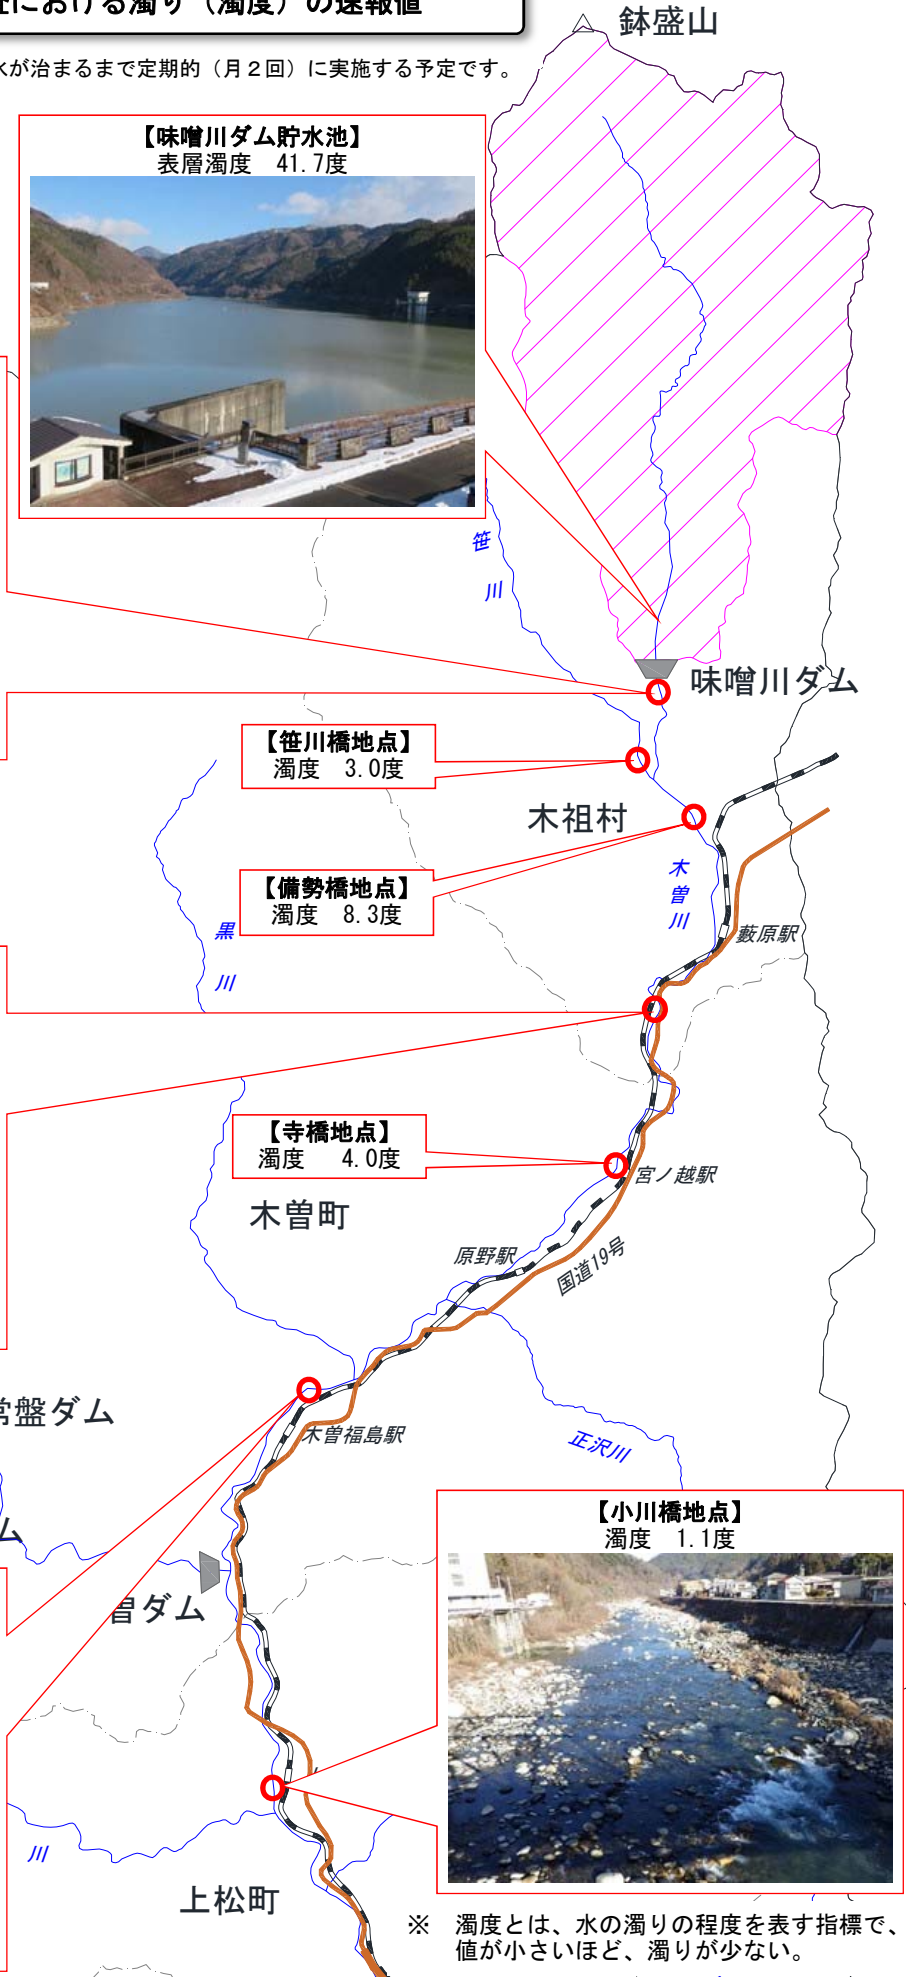 における濁り（濁度）の速報値
水が治まるまで定期的（月２回）に実施する予定です。
鉢盛山
【味噌川ダム貯水池】
表層濁度　41.7度
笹
川
味噌川ダム
【笹川橋地点】
濁度　3.0度
木祖村
【備勢橋地点】
濁度　8.3度
木
曽
川
黒
川
藪原駅
【寺橋地点】
濁度　4.0度
宮ノ越駅
木曽町
原野駅
国道19号
常盤ダム
木曽福島駅
正沢川
ム
曽ダム
【小川橋地点】
濁度　1.1度
川
上松町
※　濁度とは、水の濁りの程度を表す指標で、
値が小さいほど、濁りが少ない。